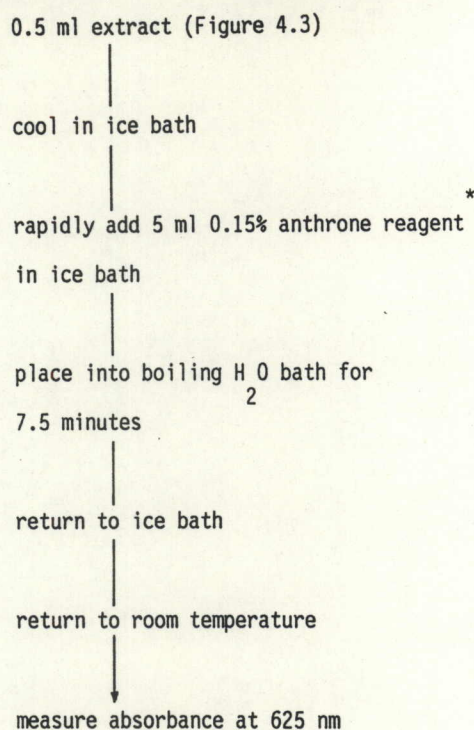 0.5 ml extract (Figure 4.3)
cool in ice bath
rapidly add 5 ml 0.15% anthrone reagent*
in ice bath
place into boiling H2O bath for
7.5 minutes
return to ice bath
return to room temperature
measure absorbance at 625 nm